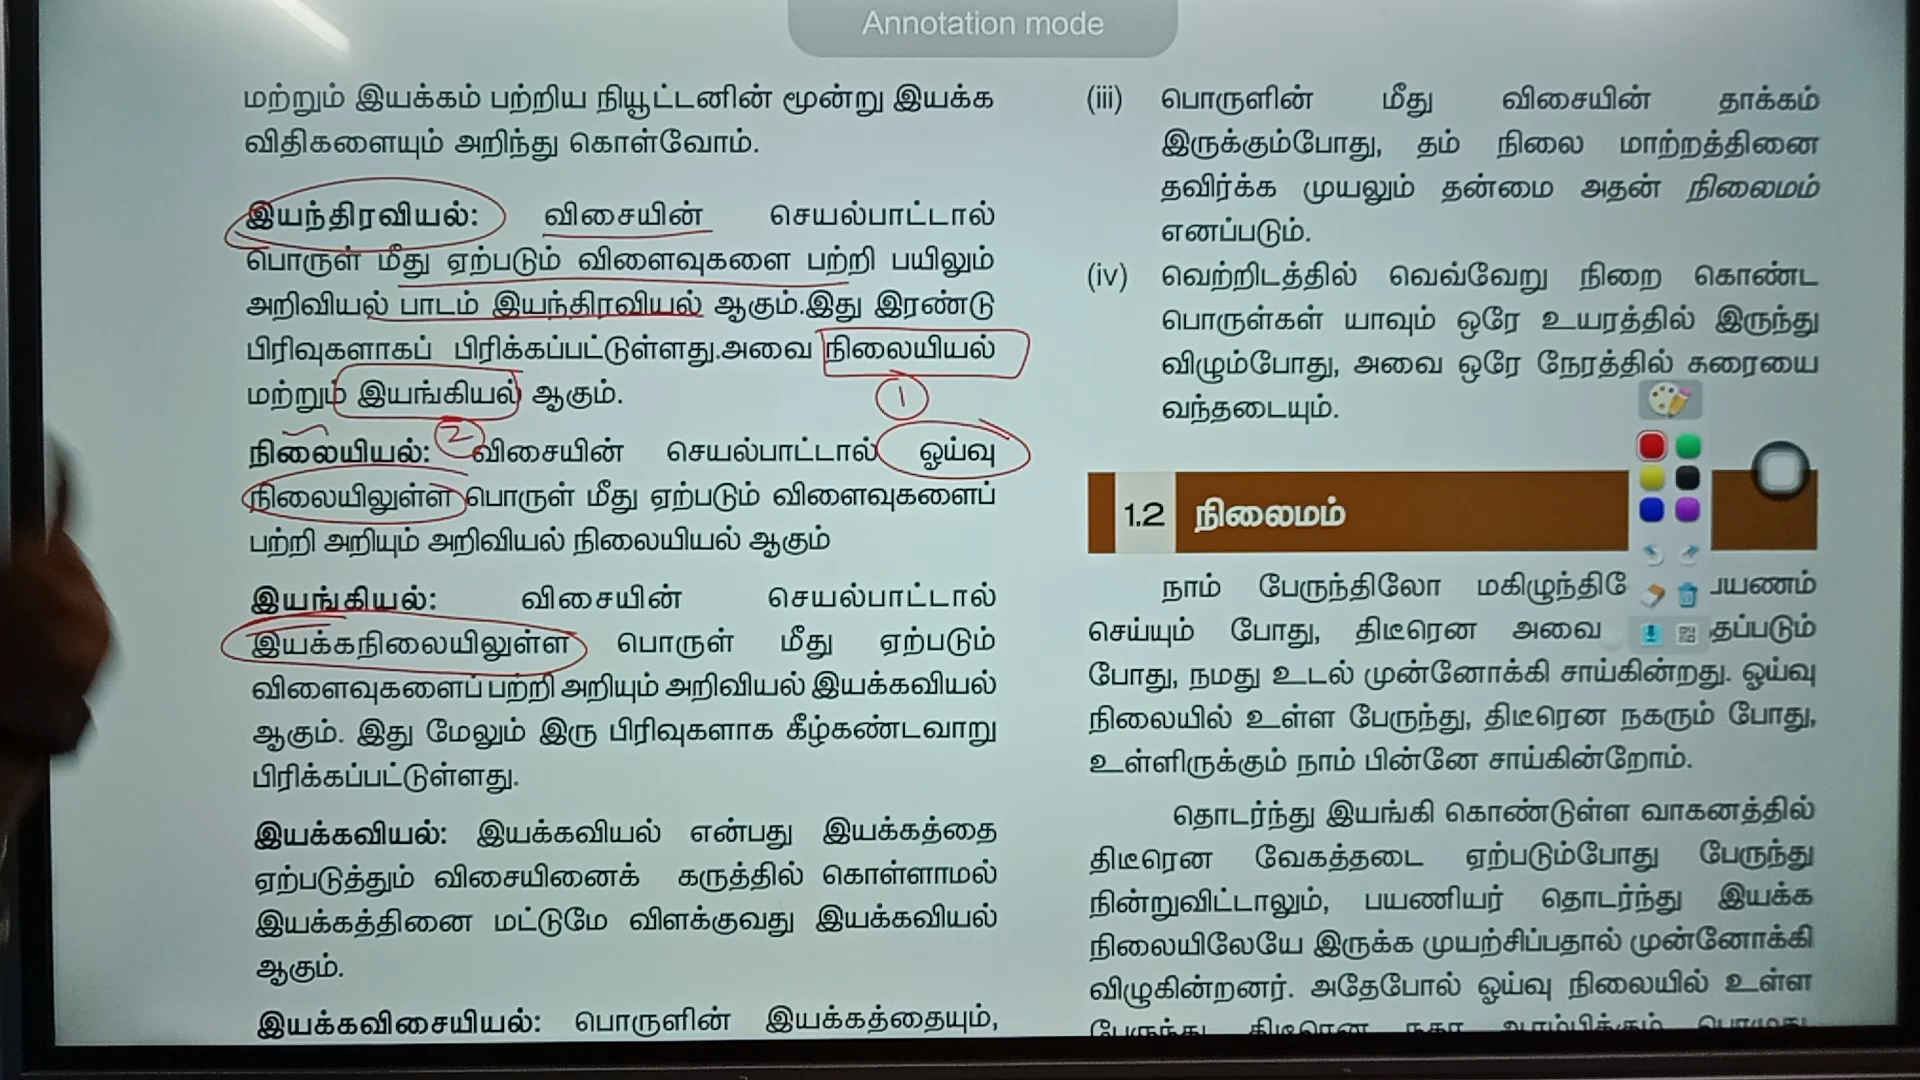 Annotation mode
மற்றும் இயக்கம் பற்றிய நியூட்டனின் மூன்று இயக்க
விதிகளையும் அறிந்து கொள்வோம்.
இயந்திரவியல்: விசையின் செயல்பாட்டால்
பொருள் மீது ஏற்படும் விளைவுகளை பற்றி பயிலும்
அறிவியல் பாடம் இயந்திரவியல் ஆகும்.இது இரண்டு
பிரிவுகளாகப் பிரிக்கப்பட்டுள்ளது.அவை நிலையியல்
மற்றும் இயங்கியல் ஆகும்.
1
2
நிலையியல்: விசையின் செயல்பாட்டால் ஓய்வு
நிலையிலுள்ள பொருள் மீது ஏற்படும் விளைவுகளைப்
பற்றி அறியும் அறிவியல் நிலையியல் ஆகும்
இயங்கியல்: விசையின் செயல்பாட்டால்
இயக்கநிலையிலுள்ள பொருள் மீது ஏற்படும்
விளைவுகளைப் பற்றி அறியும் அறிவியல் இயக்கவியல்
ஆகும். இது மேலும் இரு பிரிவுகளாக கீழ்கண்டவாறு
பிரிக்கப்பட்டுள்ளது.
இயக்கவியல்: இயக்கவியல் என்பது இயக்கத்தை
ஏற்படுத்தும் விசையினைக் கருத்தில் கொள்ளாமல்
இயக்கத்தினை மட்டுமே விளக்குவது இயக்கவியல்
ஆகும்.
இயக்கவிசையியல்: பொருளின் இயக்கத்தையும்,
(iii) பொருளின் மீது விசையின் தாக்கம்
இருக்கும்போது, தம் நிலை மாற்றத்தினை
தவிர்க்க முயலும் தன்மை அதன் நிலைமம்
எனப்படும்.
(iv) வெற்றிடத்தில் வெவ்வேறு நிறை கொண்ட
பொருள்கள் யாவும் ஒரே உயரத்தில் இருந்து
விழும்போது, அவை ஒரே நேரத்தில் தரையை
வந்தடையும்.
1.2 நிலைமம்
நாம் பேருந்திலோ
செய்யும் போது, திடீரென அவை
போது, நமது உடல் முன்னோக்கி சாய்கின்றது. ஓய்வு
நிலையில் உள்ள பேருந்து, திடீரென நகரும் போது,
உள்ளிருக்கும் நாம் பின்னே சாய்கின்றோம்.
தொடர்ந்து இயங்கி கொண்டுள்ள வாகனத்தில்
திடீரென வேகத்தடை ஏற்படும்போது பேருந்து
நின்றுவிட்டாலும், பயணியர் தொடர்ந்து இயக்க
நிலையிலேயே இருக்க முயற்சிப்பதால் முன்னோக்கி
விழுகின்றனர். அதேபோல் ஓய்வு நிலையில் உள்ள